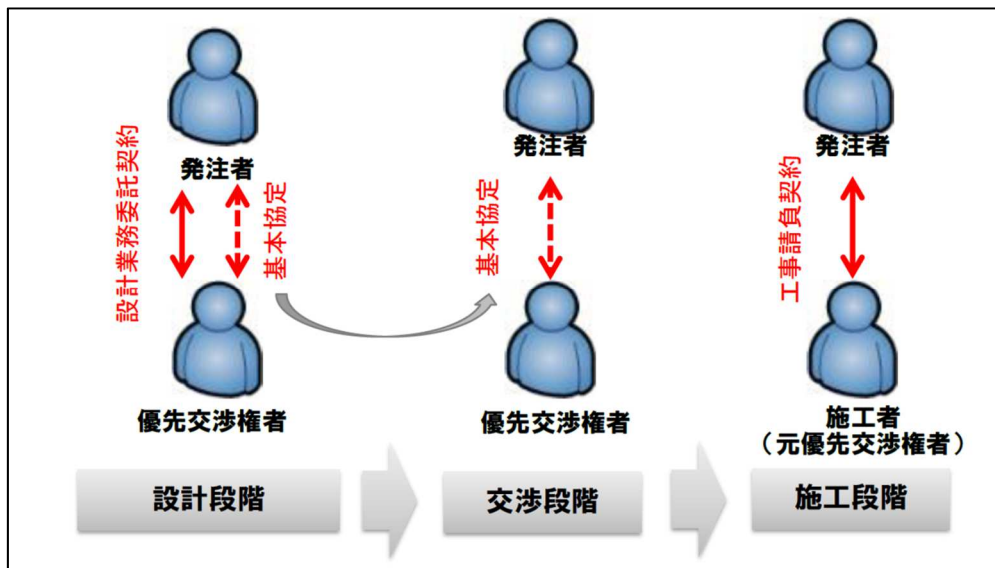 発注者
設計業務委託契約
基本協定
優先交渉権者
設計段階
発注者
基本協定
優先交渉権者
交渉段階
発注者
工事請負契約
施工者
（元優先交渉権者）
施工段階